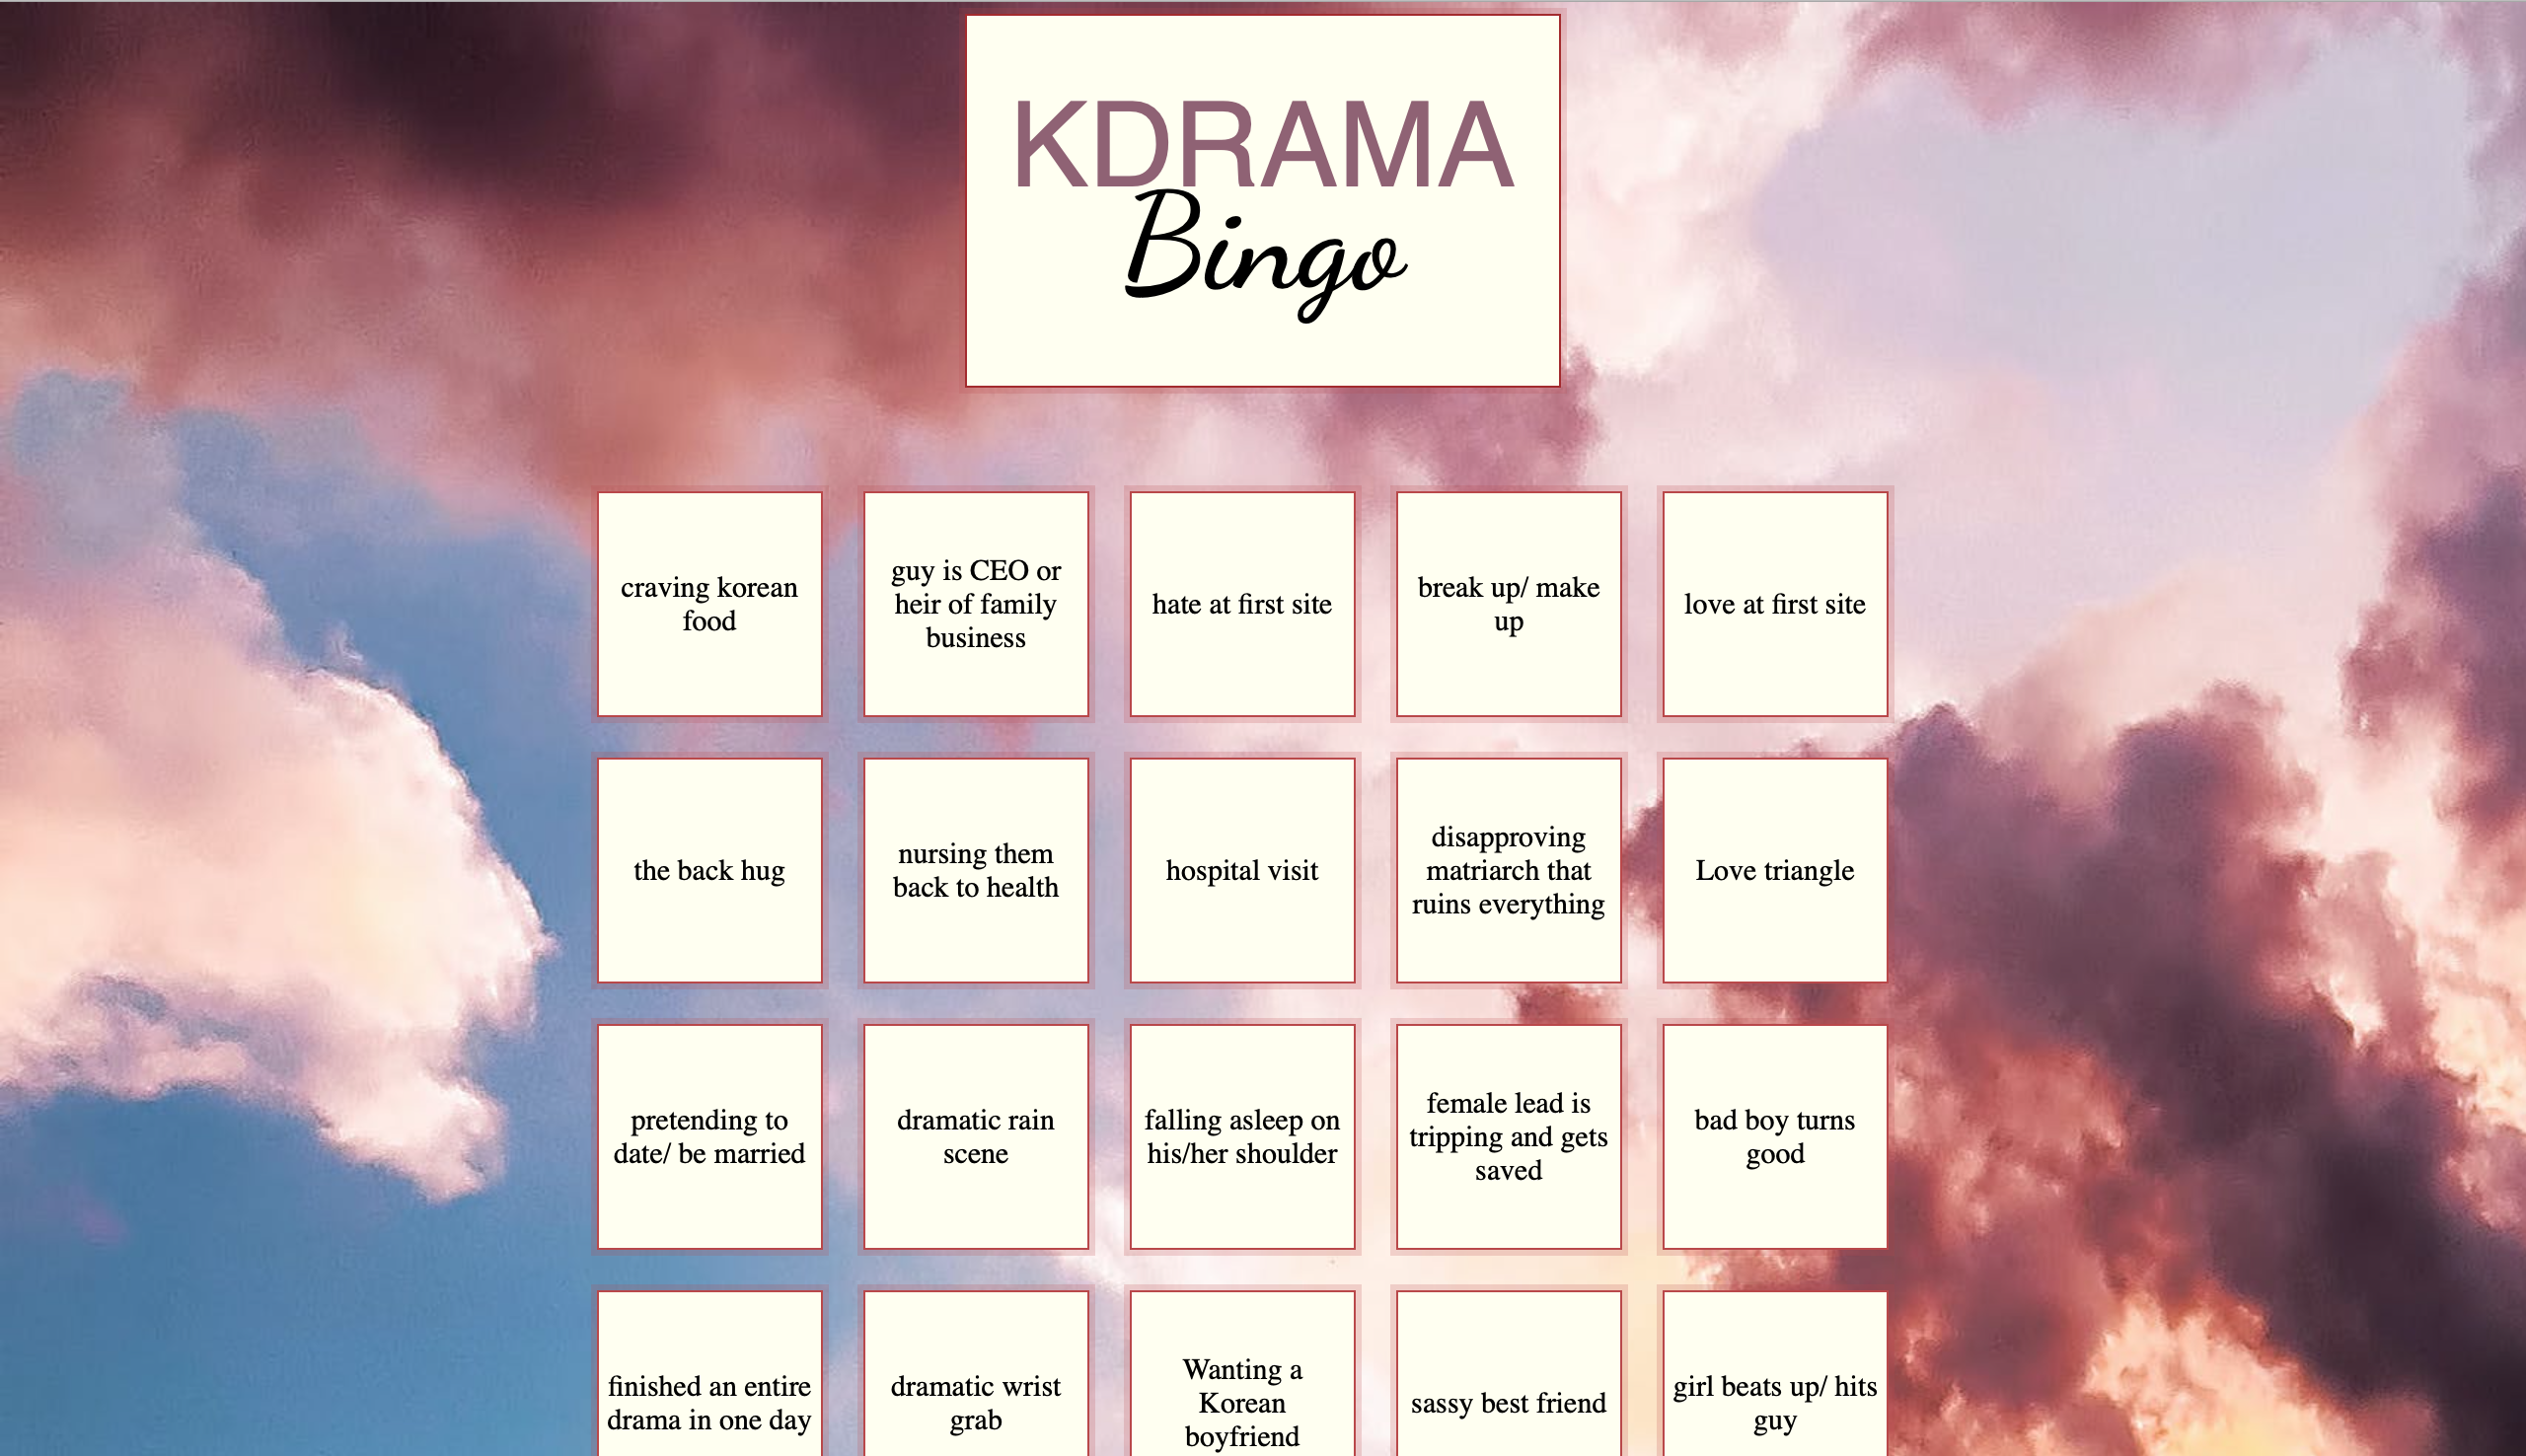 KDRAMA
Bingo
craving korean
food
guy is CEO or
heir of family
business
hate at first site
break up/ make
up
love at first site
the back hug
nursing them
back to health
hospital visit
disapproving
matriarch that
ruins everything
Love triangle
pretending to
date/ be married
dramatic rain
scene
falling asleep on
his/her shoulder
female lead is
tripping and gets
saved
bad boy turns
good
finished an entire
drama in one day
dramatic wrist
grab
Wanting a
Korean
boyfriend
sassy best friend
girl beats up/ hits
guy